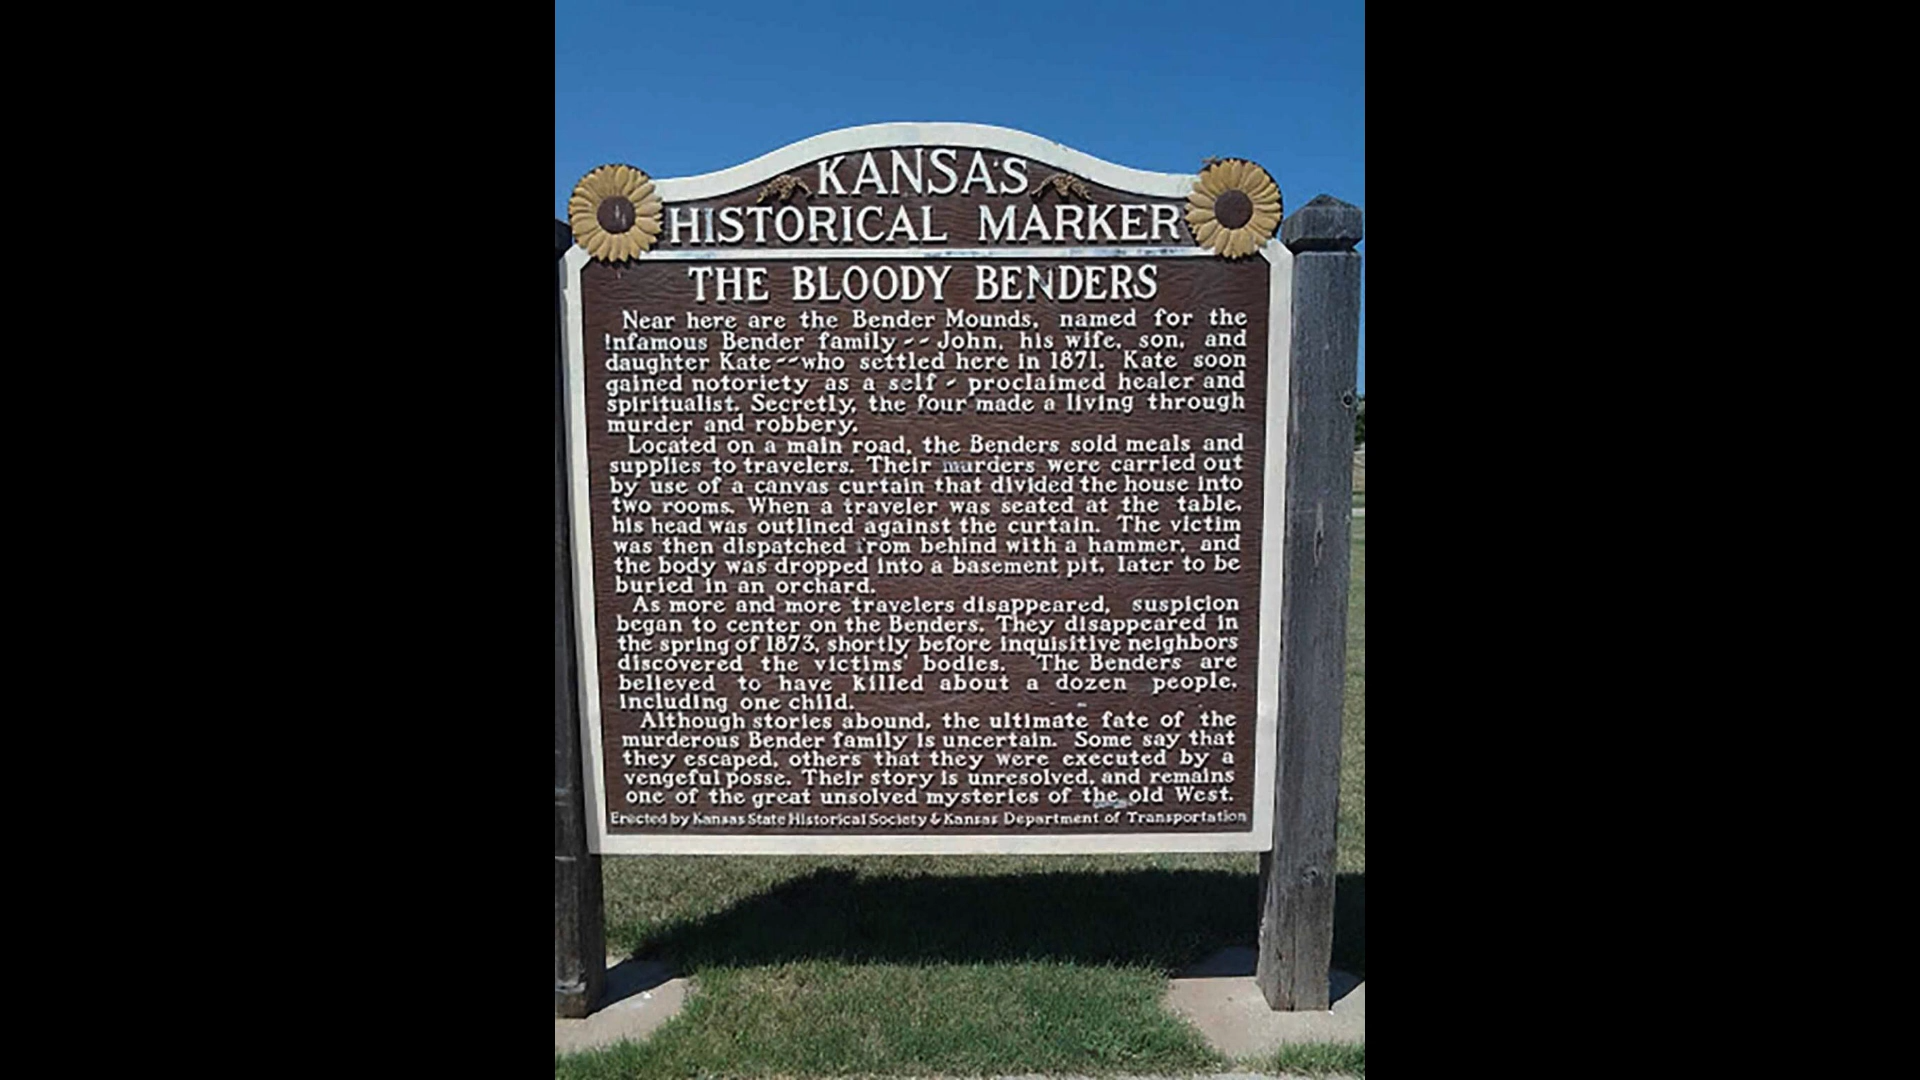 KANSAS
HISTORICAL MARKER
THE BLOODY BENDERS
Near here are the Bender Mounds, named for the
infamous Bender family -- John, his wife, son, and
daughter Kate -- who settled here in 1871. Kate soon
gained notoriety as a self - proclaimed healer and
spiritualist. Secretly, the four made a living through
murder and robbery.
Located on a main road, the Benders sold meals and
supplies to travelers. Their murders were carried out
by use of a canvas curtain that divided the house into
two rooms. When a traveler was seated at the table,
his head was outlined against the curtain. The victim
was then dispatched from behind with a hammer, and
the body was dropped into a basement pit, later to be
buried in an orchard.
As more and more travelers disappeared, suspicion
began to center on the Benders. They disappeared in
the spring of 1873, shortly before inquisitive neighbors
discovered the victims' bodies. The Benders are
believed to have killed about a dozen people,
including one child.
Although stories abound, the ultimate fate of the
murderous Bender family is uncertain. Some say that
they escaped, others that they were executed by a
vengeful posse. Their story is unresolved, and remains
one of the great unsolved mysteries of the old West.
Erected by Kansas State Historical Society & Kansas Department of Transportation